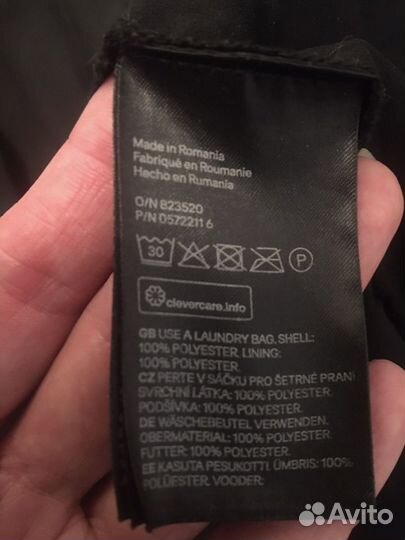 Made in Romania
Fabriqué en Roumanie
Hecho en Rumania
O/N 823520
P/N 0572211 6
30 P
clevercare.info
GB USE A LAUNDRY BAG. SHELL:
100% POLYESTER. LINING:
100% POLYESTER.
CZ PERTE V SÁČKU PRO ŠETRNÉ PRANÍ
SVRCHNÍ LÁTKA: 100% POLYESTER.
PODŠÍVKA: 100% POLYESTER.
DE WÄSCHEBEUTEL VERWENDEN.
OBERMATERIAL: 100% POLYESTER.
FUTTER: 100% POLYESTER.
EE KASUTA PESUKOTTI. ÜMBRIS: 100%
POLÜESTER. VOODER:
Avito